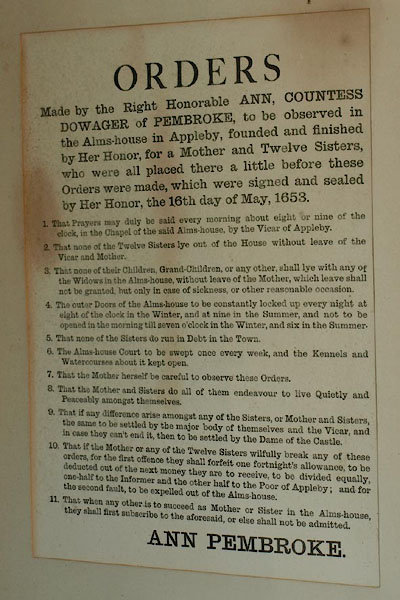 ORDERS
Made by the Right Honorable ANN, COUNTESS
DOWAGER of PEMBROKE, to be observed in
the Alms-house in Appleby, founded and finished
by Her Honor, for a Mother and Twelve Sisters,
who were all placed there a little before these
Orders were made, which were signed and sealed
by Her Honor, the 16th day of May, 1653.
1. That Prayers may duly be said every morning about eight or nine of the
clock, in the Chapel of the said Alms-house, by the Vicar of Appleby.
2. That none of the Twelve Sisters lye out of the House without leave of the
Vicar and Mother.
3. That none of their Children, Grand-Children, or any other, shall lye with any of
the Widows in the Alms-house, without leave of the Mother, which leave shall
not be granted, but only in case of sickness, or other reasonable occasion.
4. The outer Doors of the Alms-house to be constantly locked up every night at
eight of the clock in the Winter, and at nine in the Summer, and not to be
opened in the morning till seven o'clock in the Winter, and six in the Summer.
5. That none of the Sisters do run in Debt in the Town.
6. The Alms-house Court to be swept once every week, and the Kennels and
Watercourses about it kept open.
7. That the Mother herself be careful to observe these Orders.
8. That the Mother and Sisters do all of them endeavour to live Quietly and
Peaceably amongst themselves.
9. That if any difference arise amongst any of the Sisters, or Mother and Sisters,
the same to be settled by the major body of themselves and the Vicar, and
in case they can't end it, then to be settled by the Dame of the Castle.
10. That if the Mother or any of the Twelve Sisters wilfully break any of these
orders, for the first offence they shall forfeit one fortnight's allowance, to be
deducted out of the next money they are to receive, to be divided equally,
one-half to the Informer and the other half to the Poor of Appleby; and for
the second fault, to be expelled out of the Alms-house.
11. That when any other is to succeed as Mother or Sister in the Alms-house,
they shall first subscribe to the aforesaid, or else shall not be admitted.
ANN PEMBROKE.